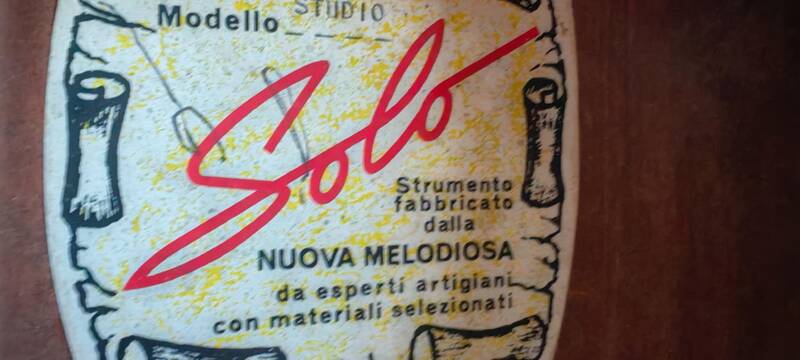 Modello STUDIO
Solo
Strumento
fabbricato
dalla
NUOVA MELODIOSA
da esperti artigiani
con materiali selezionati